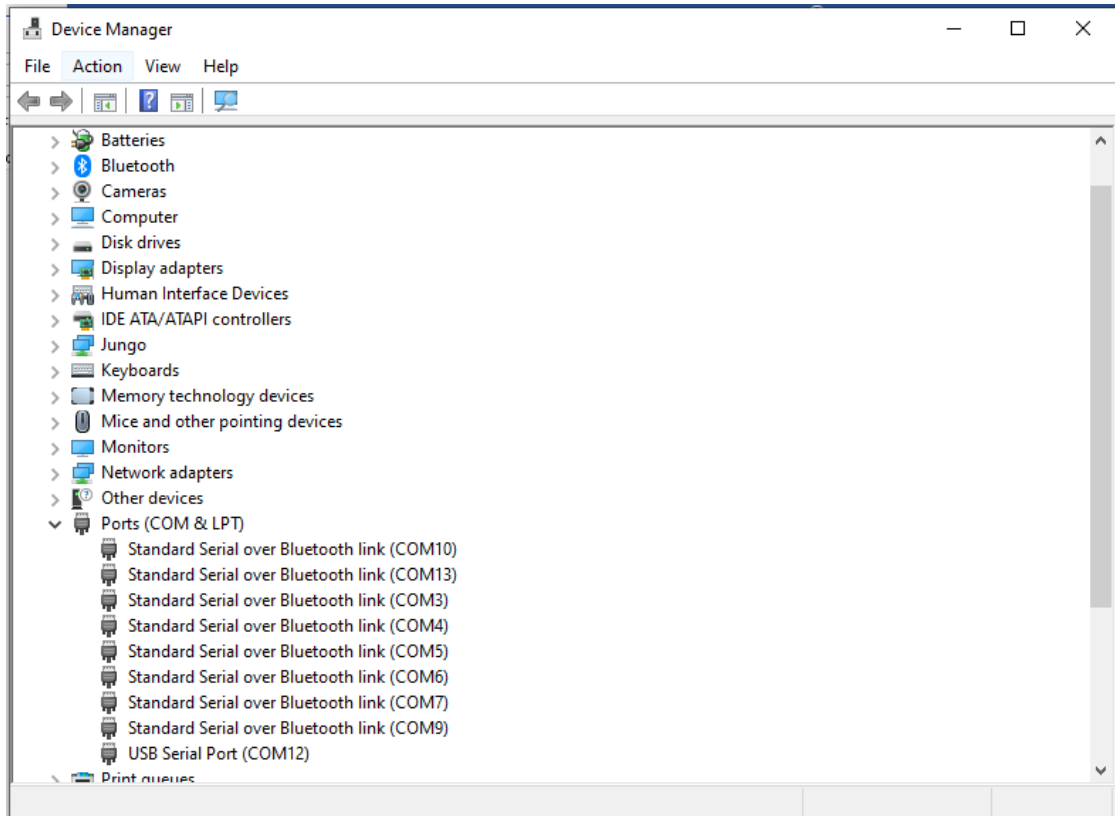 Device Manager
File Action View Help
Batteries
Bluetooth
Cameras
Computer
Disk drives
Display adapters
Human Interface Devices
IDE ATA/ATAPI controllers
Jungo
Keyboards
Memory technology devices
Mice and other pointing devices
Monitors
Network adapters
Other devices
Ports (COM & LPT)
Standard Serial over Bluetooth link (COM10)
Standard Serial over Bluetooth link (COM13)
Standard Serial over Bluetooth link (COM3)
Standard Serial over Bluetooth link (COM4)
Standard Serial over Bluetooth link (COM5)
Standard Serial over Bluetooth link (COM6)
Standard Serial over Bluetooth link (COM7)
Standard Serial over Bluetooth link (COM9)
USB Serial Port (COM12)
Print queues